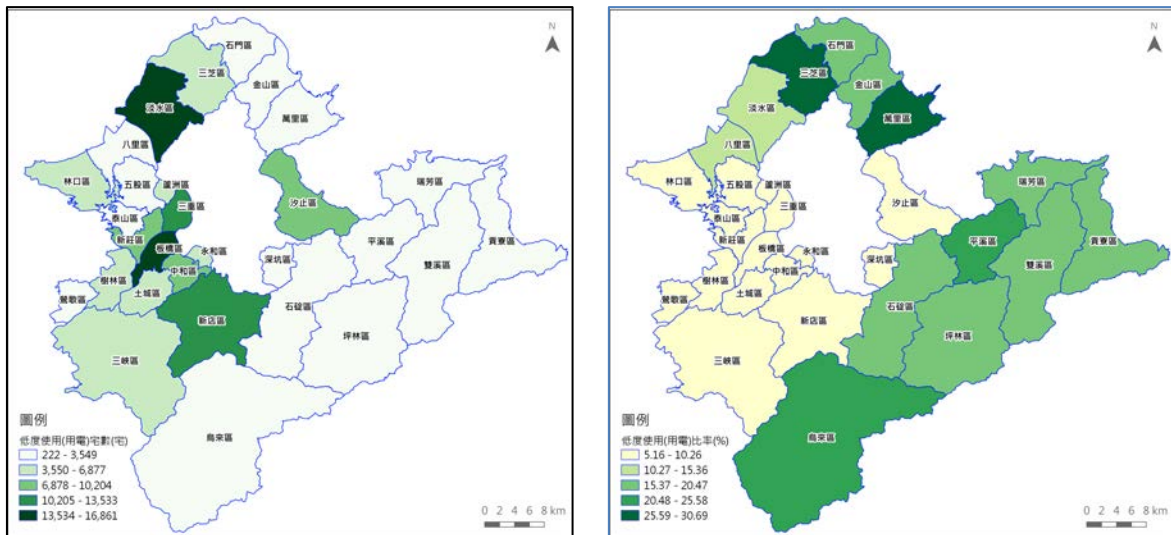 N
石門區
三芝區
金山區
淡水區
萬里區
八里區
林口區
五股區
蘆洲區
瑞芳區
三重區
汐止區
泰山區
新莊區
板橋區
永和區
平溪區
貢寮區
深坑區
雙溪區
中和區
樹林區
土城區
鶯歌區
石碇區
新店區
坪林區
三峽區
烏來區
圖例
低度使用(用電)宅數(宅)
222 - 3,549
3,550 - 6,877
6,878 - 10,204
10,205 - 13,533
13,534 - 16,861
0 2 4 6 8 km
N
石門區
三芝區
金山區
淡水區
萬里區
八里區
林口區
五股區
蘆洲區
瑞芳區
三重區
汐止區
泰山區
新莊區
板橋區
永和區
平溪區
貢寮區
深坑區
雙溪區
中和區
樹林區
土城區
鶯歌區
石碇區
新店區
坪林區
三峽區
烏來區
圖例
低度使用(用電)比率(%)
5.16 - 10.26
10.27 - 15.36
15.37 - 20.47
20.48 - 25.58
25.59 - 30.69
0 2 4 6 8 km